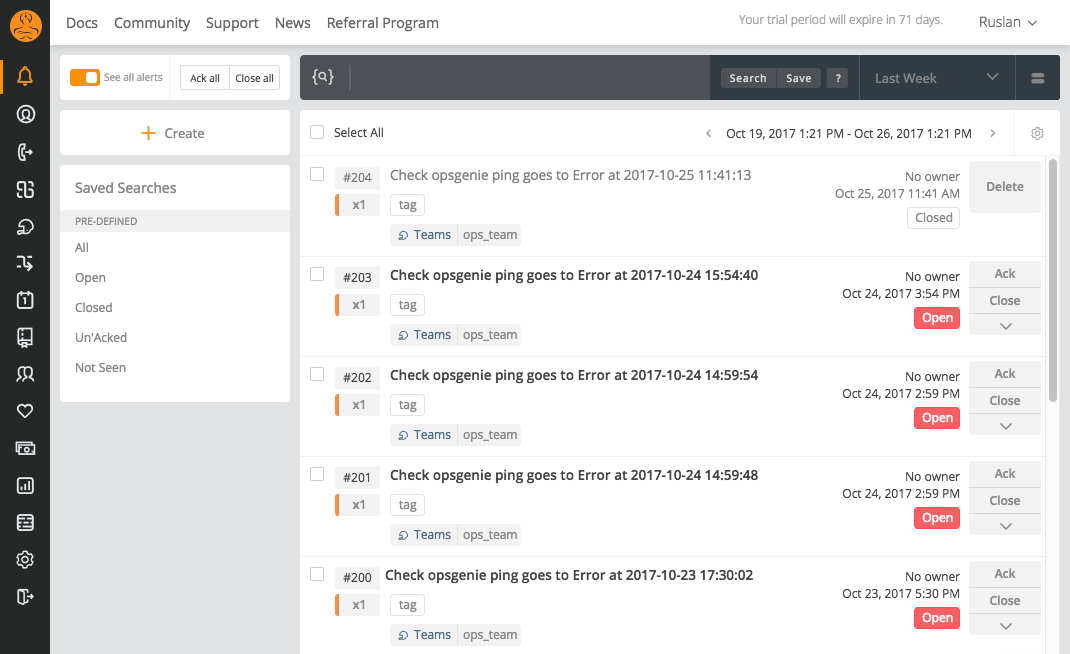 Docs Community Support News Referral Program Your trial period will expire in 71 days. Ruslan
See all alerts Ack all Close all {Q} Search Save ? Last Week
Create
Select All Oct 19, 2017 1:21 PM - Oct 26, 2017 1:21 PM
Saved Searches
PRE-DEFINED
All
Open
Closed
Un'Acked
Not Seen
#204 Check opsgenie ping goes to Error at 2017-10-25 11:41:13 No owner Delete
Oct 25, 2017 11:41 AM
x1 tag Closed
Teams ops_team
#203 Check opsgenie ping goes to Error at 2017-10-24 15:54:40 No owner Ack
Oct 24, 2017 3:54 PM Close
x1 tag Open
Teams ops_team
#202 Check opsgenie ping goes to Error at 2017-10-24 14:59:54 No owner Ack
Oct 24, 2017 2:59 PM Close
x1 tag Open
Teams ops_team
#201 Check opsgenie ping goes to Error at 2017-10-24 14:59:48 No owner Ack
Oct 24, 2017 2:59 PM Close
x1 tag Open
Teams ops_team
#200 Check opsgenie ping goes to Error at 2017-10-23 17:30:02 No owner Ack
Oct 23, 2017 5:30 PM Close
x1 tag Open
Teams ops_team